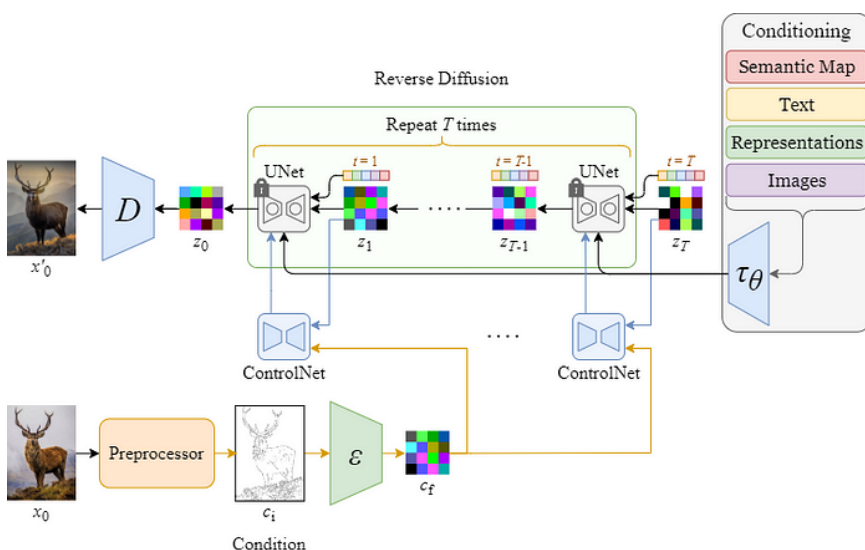 Conditioning
Semantic Map
Text
Representations
Images
τθ
Reverse Diffusion
Repeat T times
UNet
t = 1
t = T-1
UNet
t = T
D
x'0
z0
z1
. . . .
zT-1
zT
ControlNet
. . . .
ControlNet
Preprocessor
ε
x0
ci
cf
Condition